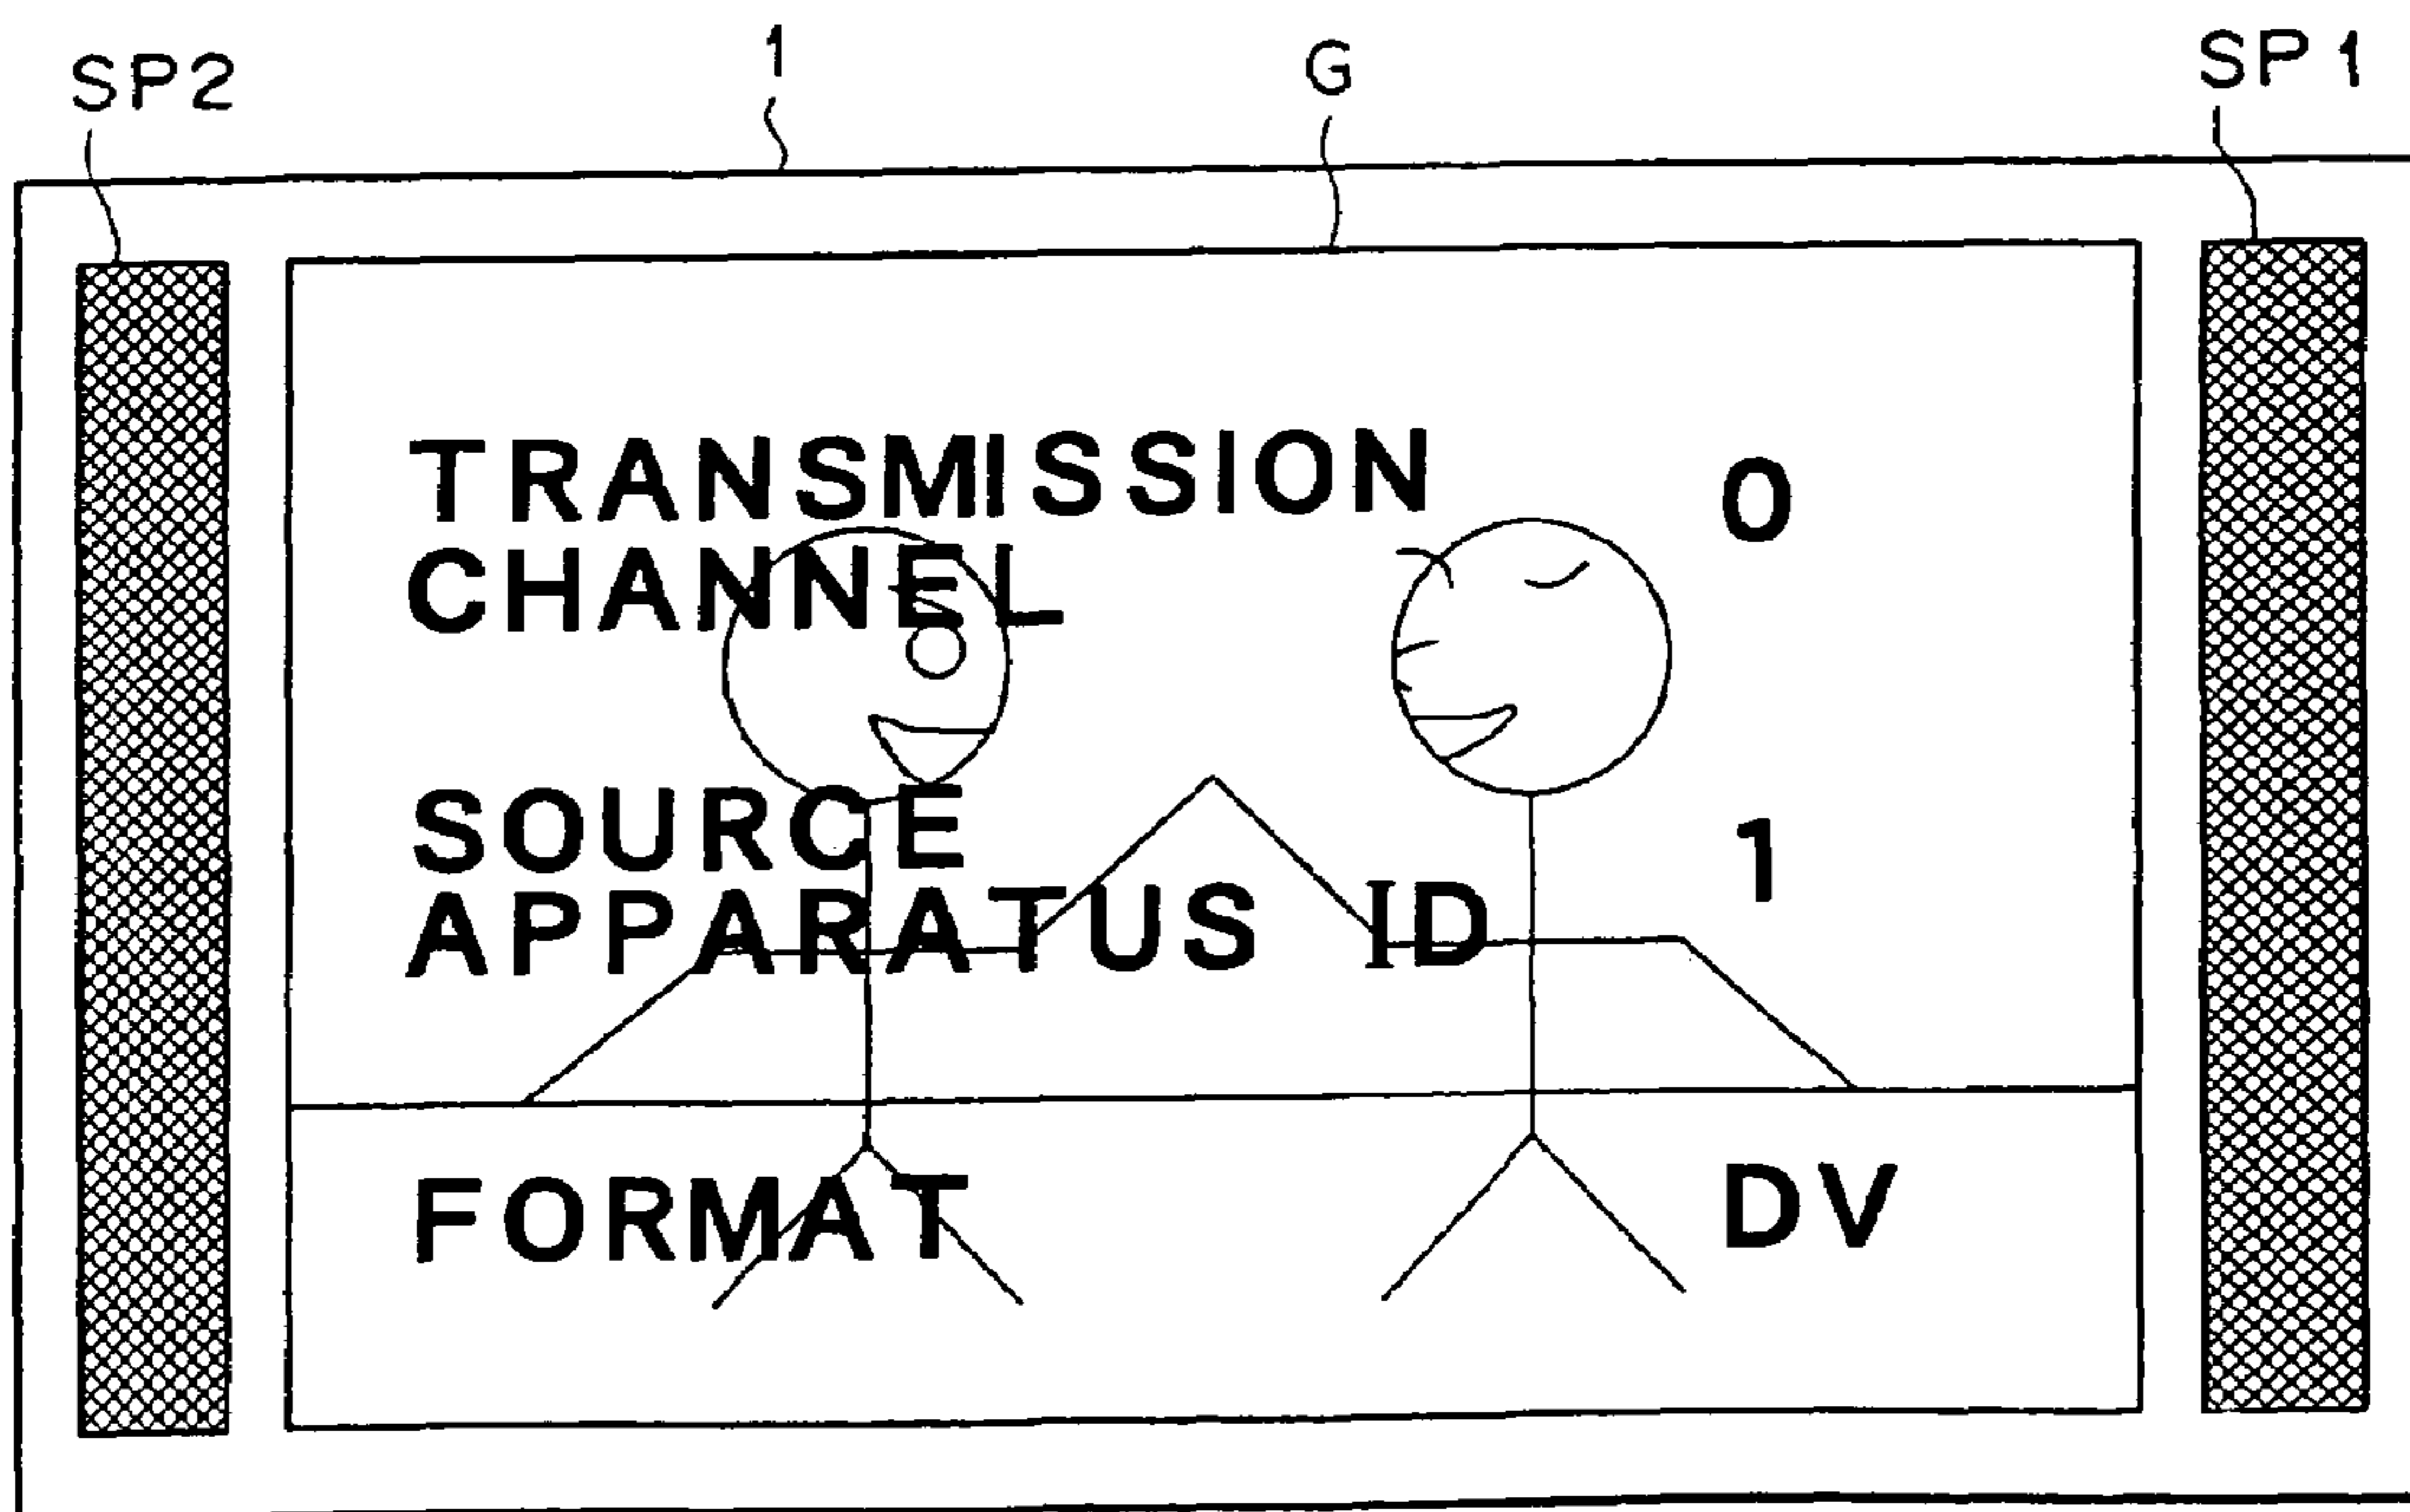 SP2 1 G SP1
TRANSMISSION 0
CHANNEL
SOURCE 1
APPARATUS ID
FORMAT DV